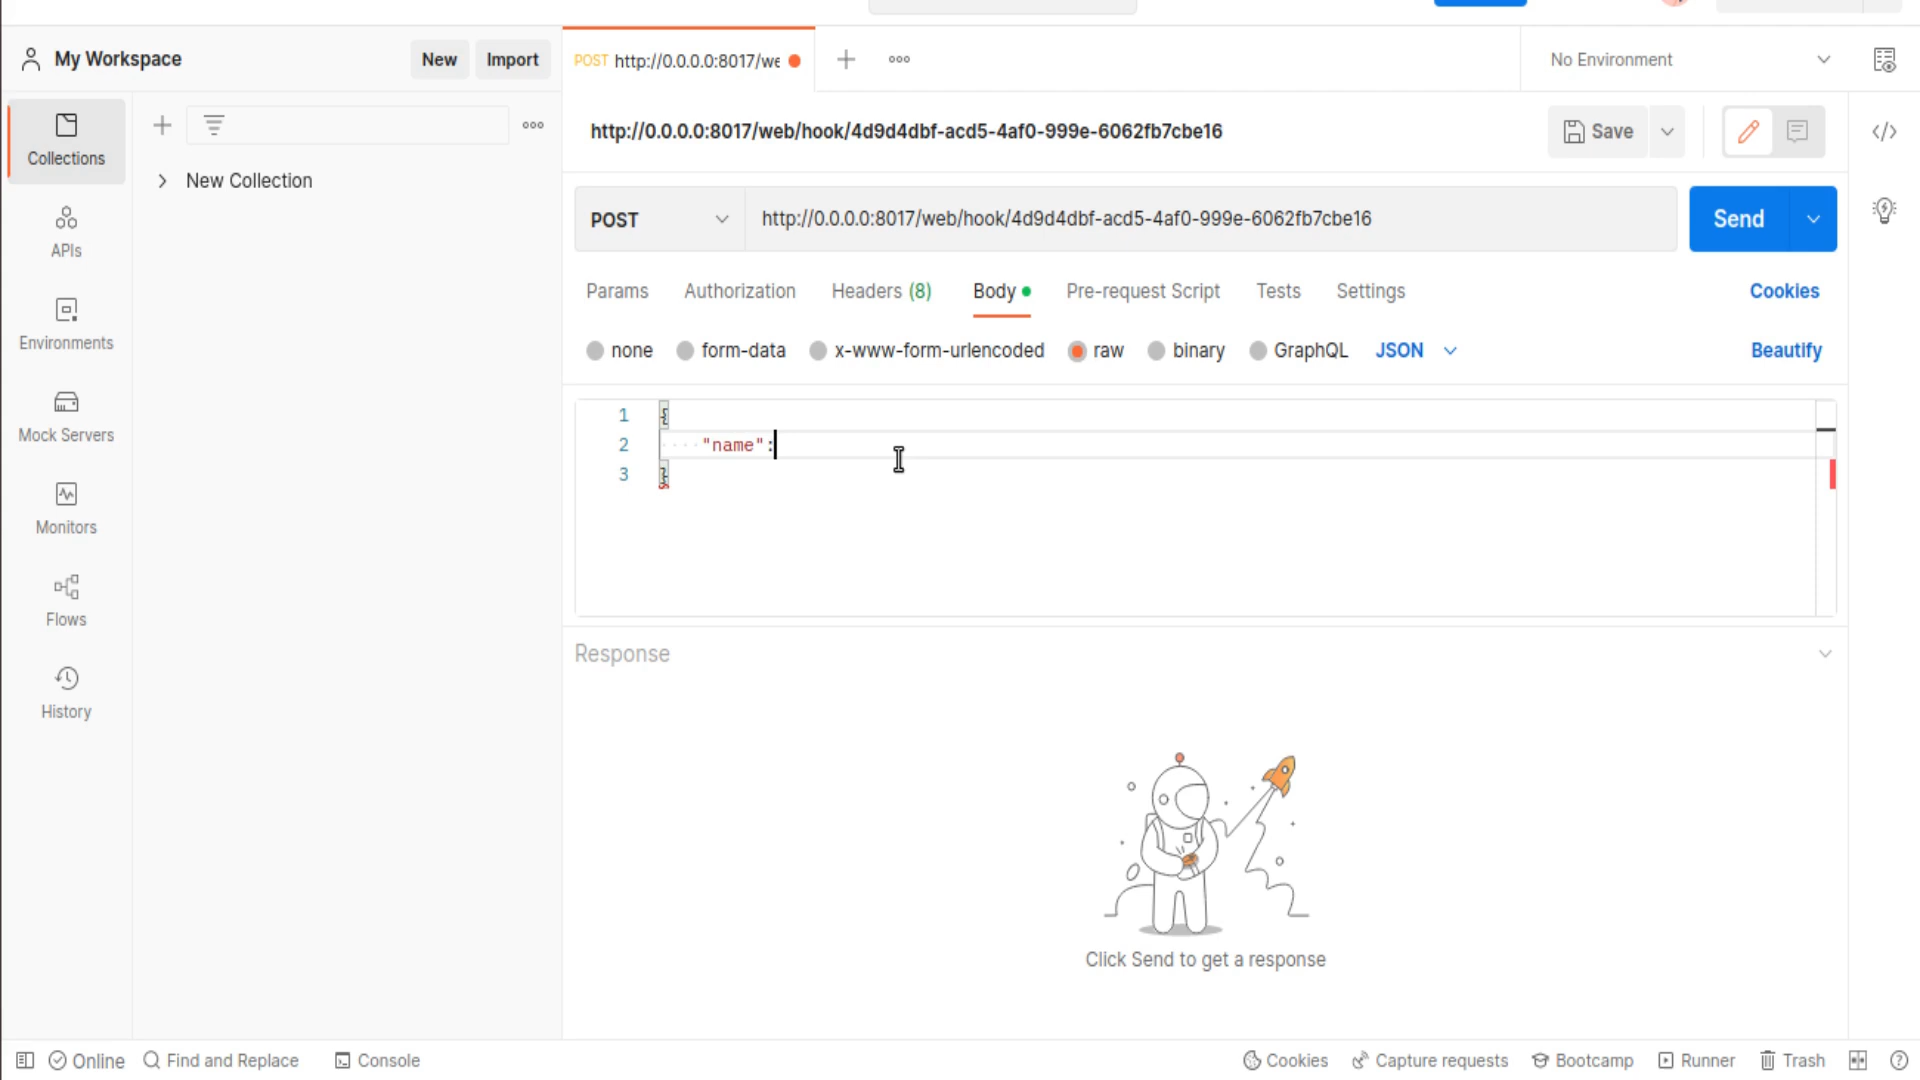 My Workspace
New
Import
POST http://0.0.0.0:8017/we
No Environment
Collections
New Collection
APIs
Environments
Mock Servers
Monitors
Flows
History
http://0.0.0.0:8017/web/hook/4d9d4dbf-acd5-4af0-999e-6062fb7cbe16
Save
POST
http://0.0.0.0:8017/web/hook/4d9d4dbf-acd5-4af0-999e-6062fb7cbe16
Send
Params
Authorization
Headers (8)
Body
Pre-request Script
Tests
Settings
Cookies
none
form-data
x-www-form-urlencoded
raw
binary
GraphQL
JSON
Beautify
1 {
2 "name":
3 }
Response
Click Send to get a response
Online
Find and Replace
Console
Cookies
Capture requests
Bootcamp
Runner
Trash